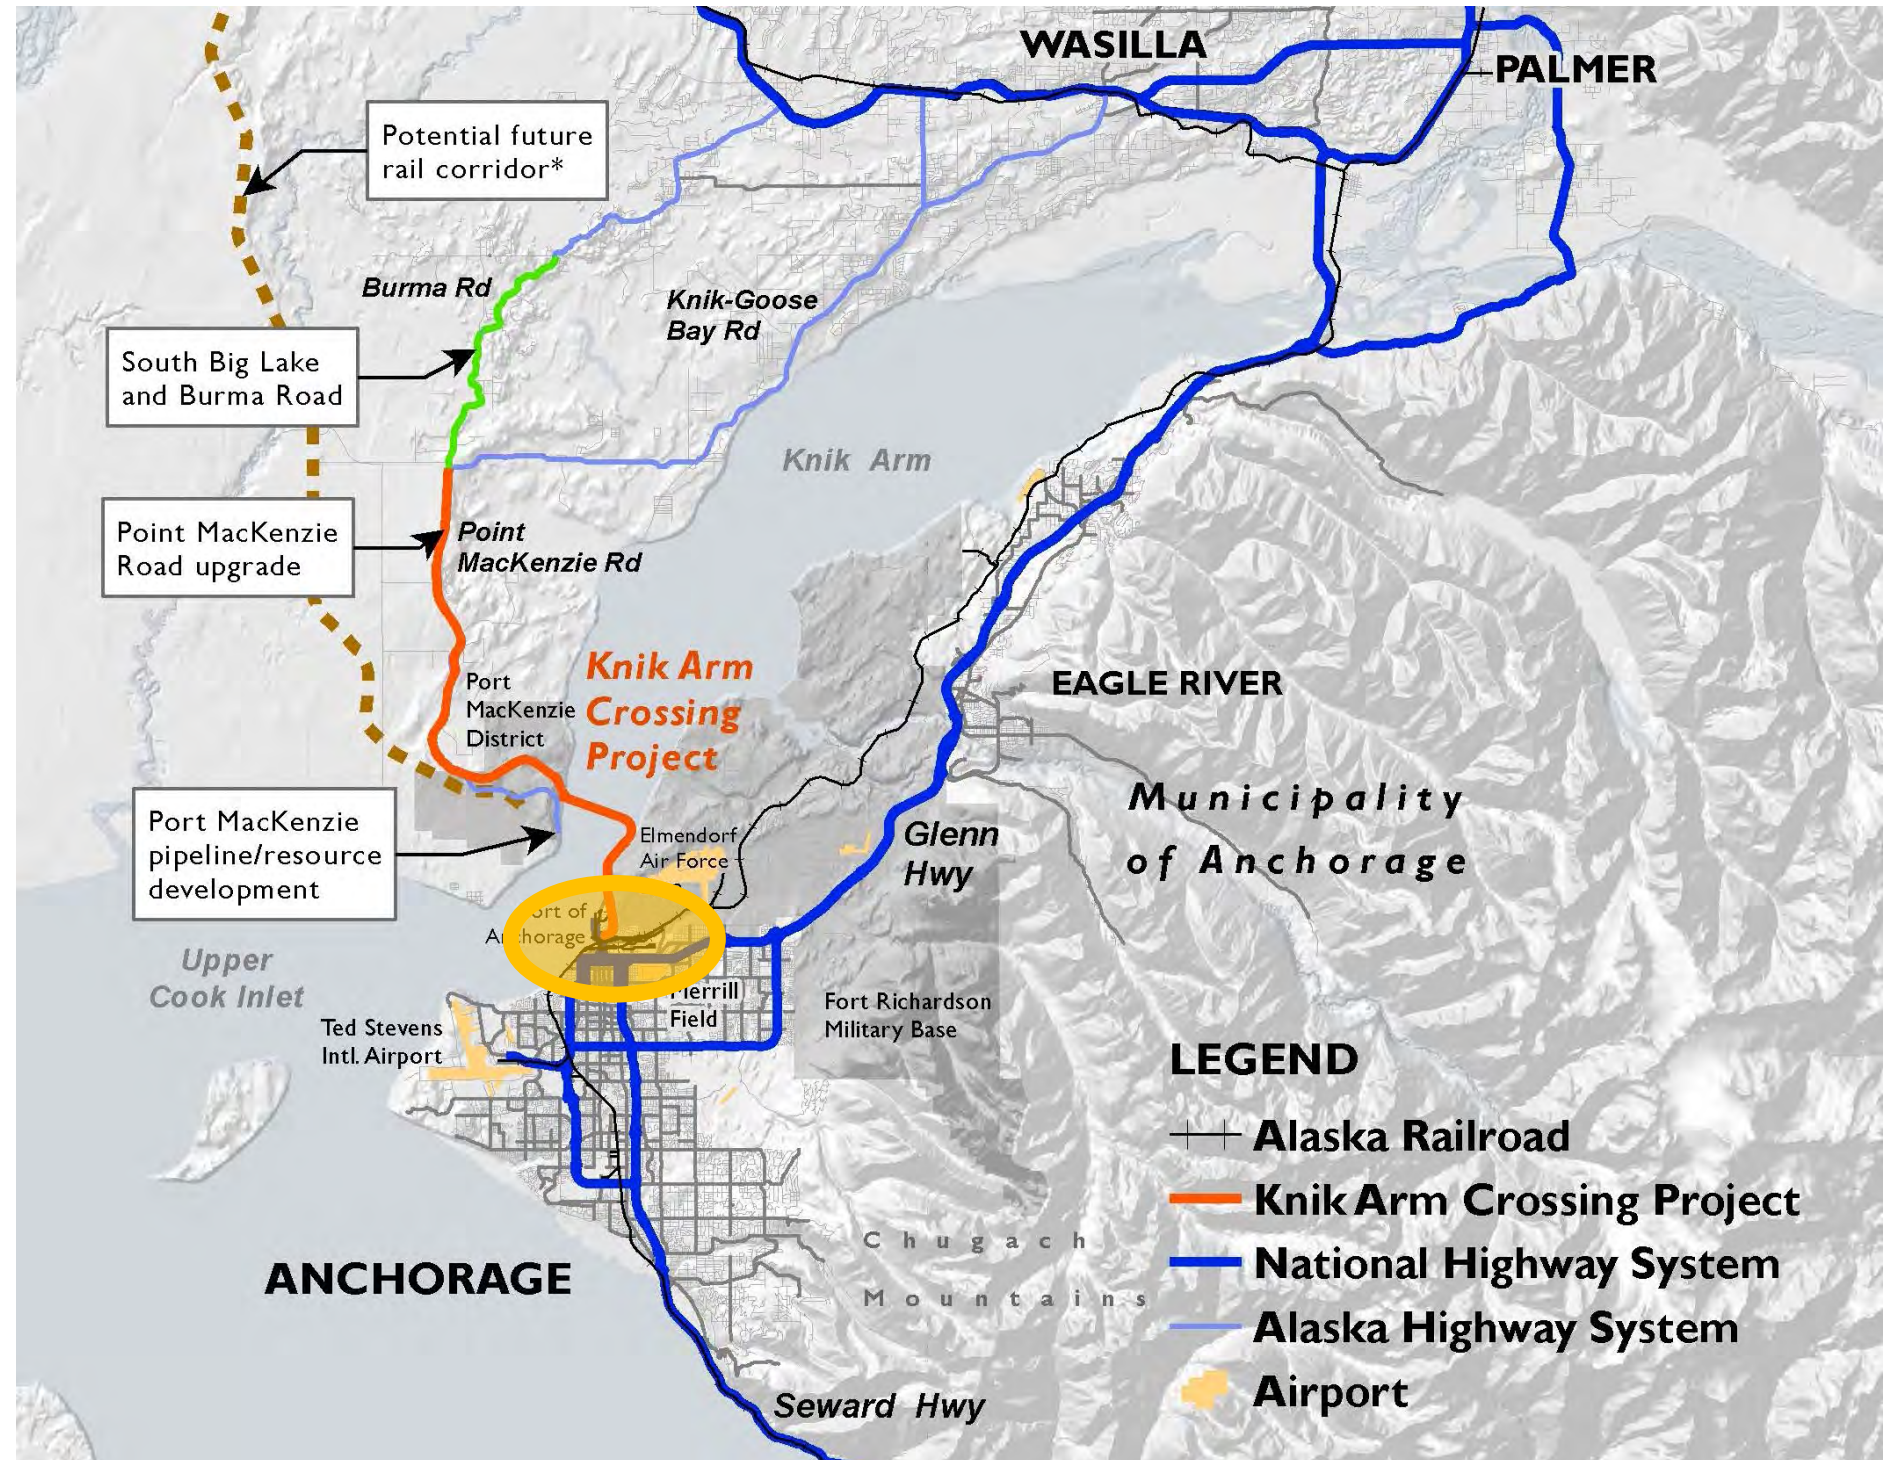 WASILLA
PALMER
Potential future
rail corridor*
Burma Rd
Knik-Goose
Bay Rd
South Big Lake
and Burma Road
Knik Arm
Point MacKenzie
Road upgrade
Point
MacKenzie Rd
Knik Arm
Crossing
Project
Port
MacKenzie
District
EAGLE RIVER
Municipality
of Anchorage
Port MacKenzie
pipeline/resource
development
Elmendorf
Air Force
Glenn
Hwy
Port of
Anchorage
Upper
Cook Inlet
Merrill
Field
Fort Richardson
Military Base
Ted Stevens
Intl. Airport
ANCHORAGE
Chugach
Mountains
Seward Hwy
LEGEND
Alaska Railroad
Knik Arm Crossing Project
National Highway System
Alaska Highway System
Airport